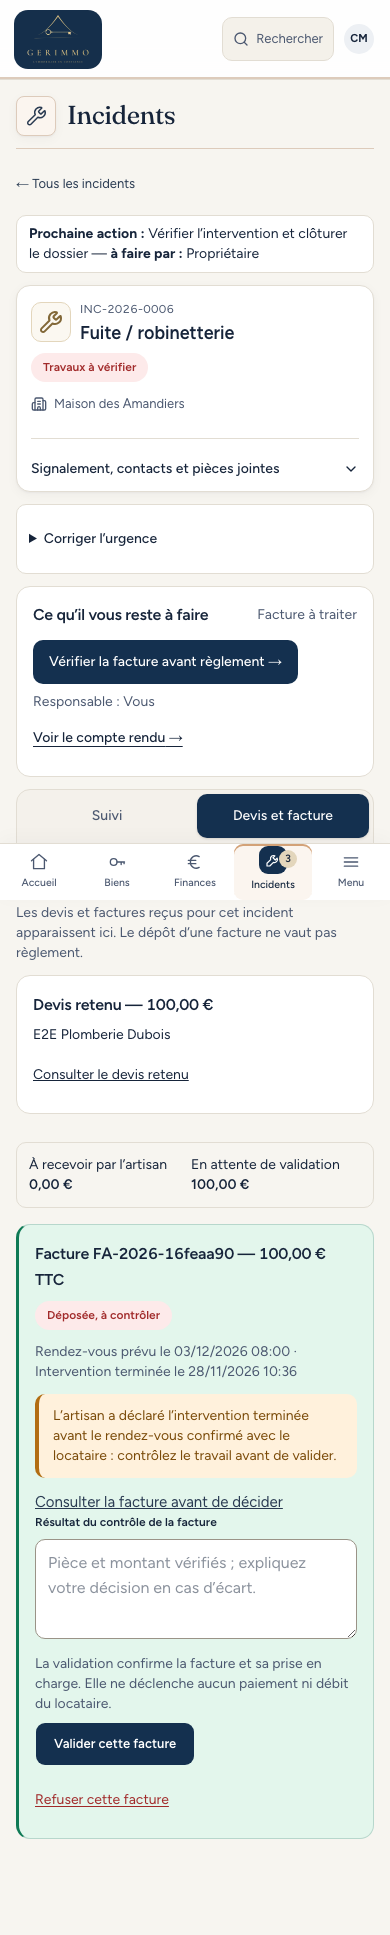 GERIMMO
Rechercher
CM
Incidents
← Tous les incidents
Prochaine action : Vérifier l’intervention et clôturer
le dossier — à faire par : Propriétaire
INC-2026-0006
Fuite / robinetterie
Travaux à vérifier
Maison des Amandiers
Signalement, contacts et pièces jointes
Corriger l’urgence
Ce qu’il vous reste à faire
Facture à traiter
Vérifier la facture avant règlement →
Responsable : Vous
Voir le compte rendu →
Suivi
Devis et facture
Accueil
Biens
Finances
3
Incidents
Menu
Les devis et factures reçus pour cet incident
apparaissent ici. Le dépôt d’une facture ne vaut pas
règlement.
Devis retenu — 100,00 €
E2E Plomberie Dubois
Consulter le devis retenu
À recevoir par l’artisan
0,00 €
En attente de validation
100,00 €
Facture FA-2026-16feaa90 — 100,00 €
TTC
Déposée, à contrôler
Rendez-vous prévu le 03/12/2026 08:00 ·
Intervention terminée le 28/11/2026 10:36
L’artisan a déclaré l’intervention terminée
avant le rendez-vous confirmé avec le
locataire : contrôlez le travail avant de valider.
Consulter la facture avant de décider
Résultat du contrôle de la facture
Pièce et montant vérifiés ; expliquez
votre décision en cas d’écart.
La validation confirme la facture et sa prise en
charge. Elle ne déclenche aucun paiement ni débit
du locataire.
Valider cette facture
Refuser cette facture